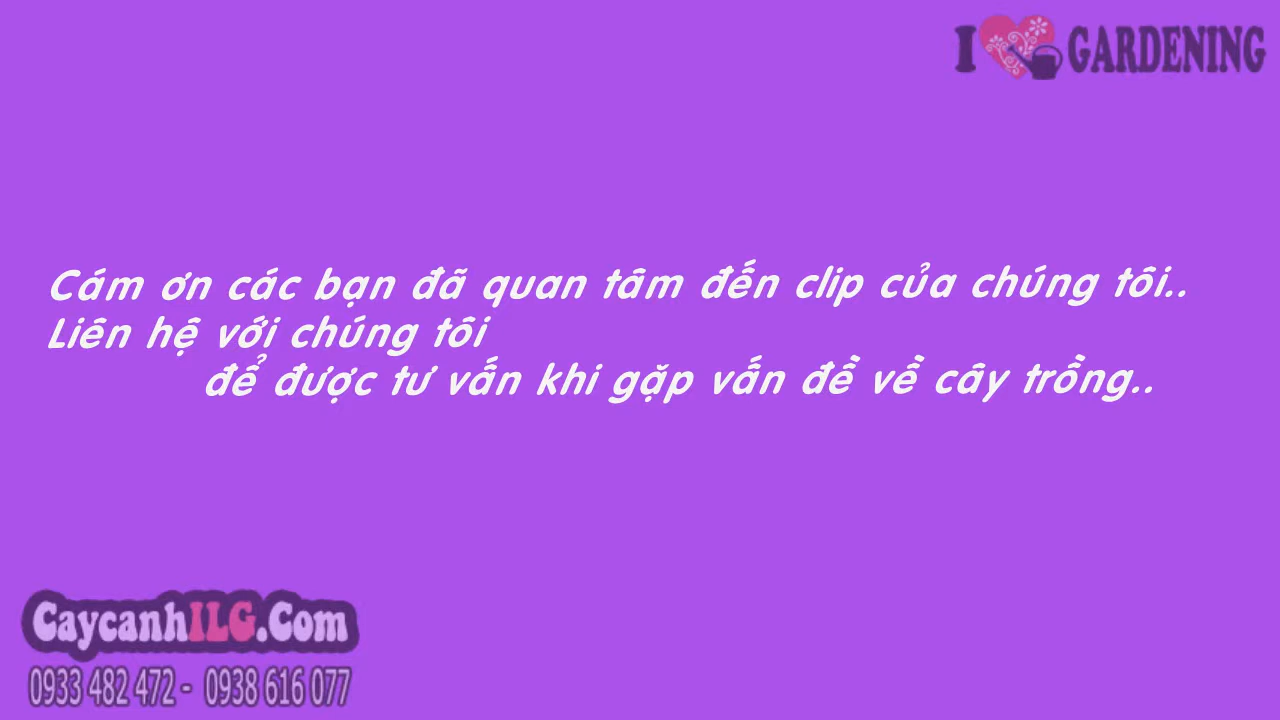 I GARDENING
Cám ơn các bạn đã quan tâm đến clip của chúng tôi..
Liên hệ với chúng tôi
để được tư vấn khi gặp vấn đề về cây trồng..
CaycanhILG.Com
0933 482 472 - 0938 616 077